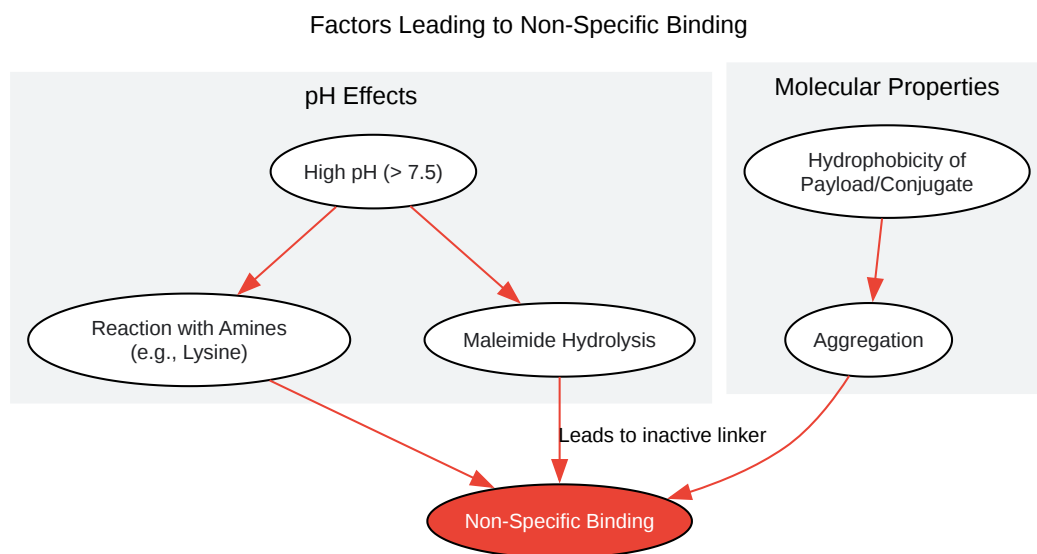 Factors Leading to Non-Specific Binding
pH Effects
Molecular Properties
High pH (> 7.5)
Hydrophobicity of
Payload/Conjugate
Reaction with Amines
(e.g., Lysine)
Maleimide Hydrolysis
Aggregation
Leads to inactive linker
Non-Specific Binding